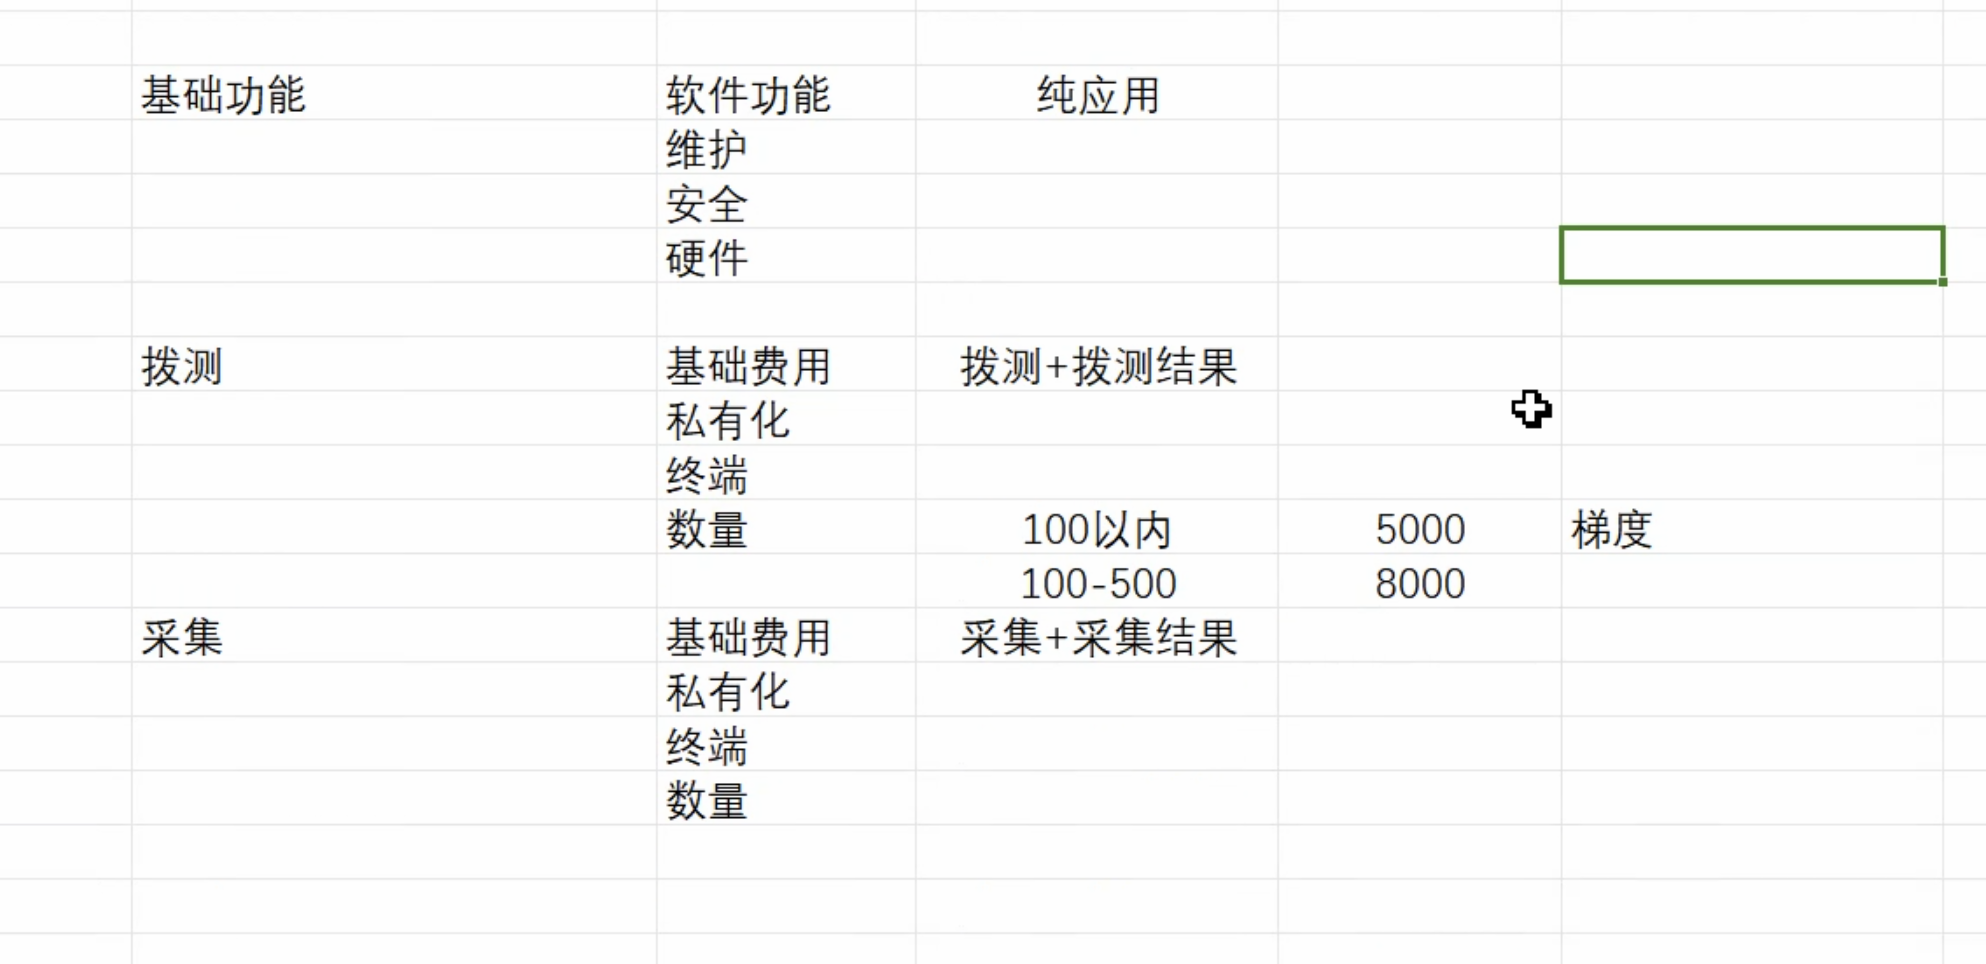 基础功能 软件功能 纯应用
维护
安全
硬件
拨测 基础费用 拨测+拨测结果
私有化
终端
数量 100以内 5000 梯度
100-500 8000
采集 基础费用 采集+采集结果
私有化
终端
数量